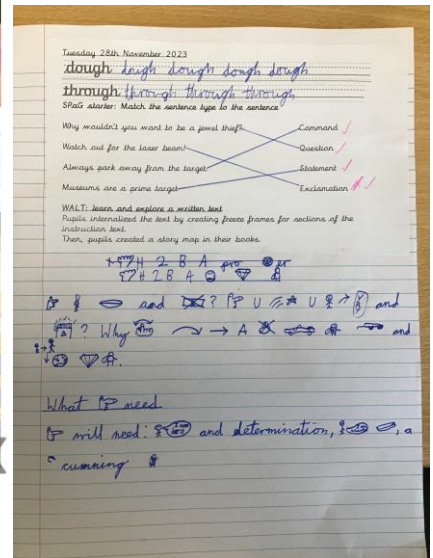 Tuesday 28th November 2023
dough dough dough dough dough
through through through through
SPaG starter: Match the sentence type to the sentence
Why wouldn't you want to be a jewel thief? Command
Watch out for the laser beam! Question
Always park away from the target. Statement
Museums are a prime target. Exclamation
WALT: learn and explore a written text
Pupils internalised the text by creating freeze frames for sections of the
instruction text.
Then, pupils created a story map in their books.
H 2 B A pro er
H 2 B A
and ? U U and
? Why A and
What need
will need: and determination, , a
cunning